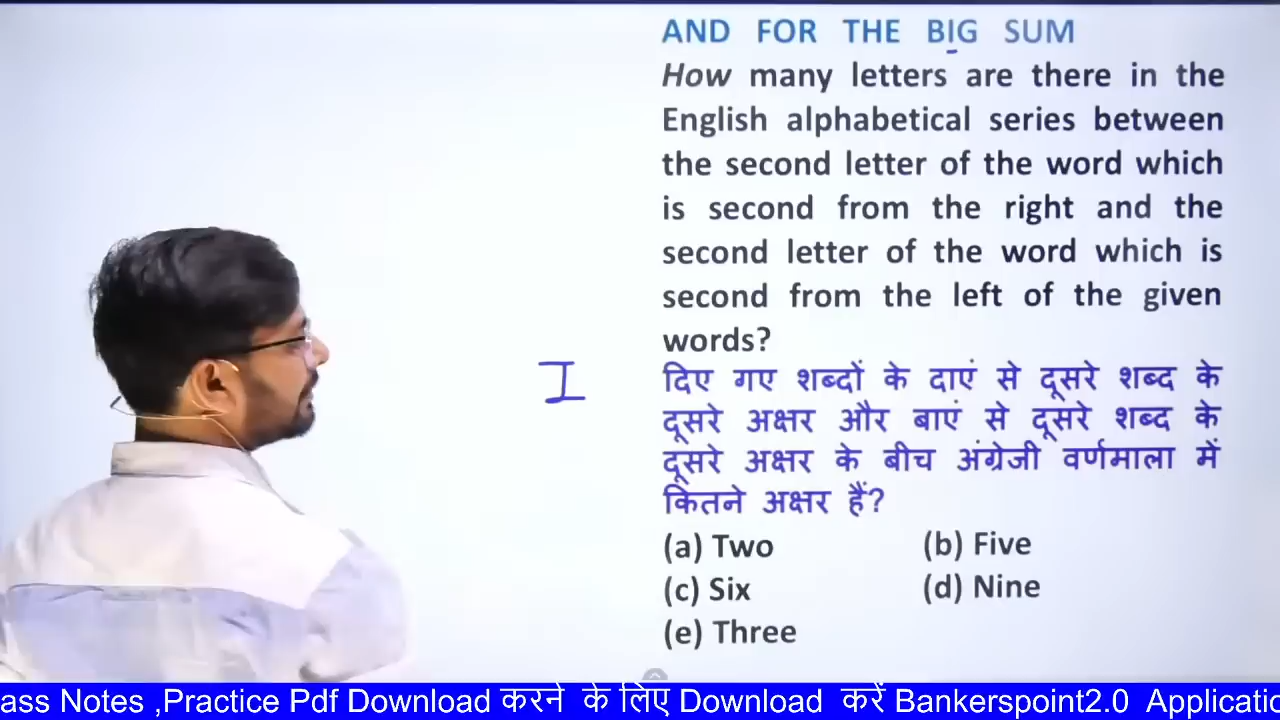 AND FOR THE BIG SUM
How many letters are there in the
English alphabetical series between
the second letter of the word which
is second from the right and the
second letter of the word which is
second from the left of the given
words?
I
दिए गए शब्दों के दाएं से दूसरे शब्द के
दूसरे अक्षर और बाएं से दूसरे शब्द के
दूसरे अक्षर के बीच अंग्रेजी वर्णमाला में
कितने अक्षर हैं?
(a) Two (b) Five
(c) Six (d) Nine
(e) Three
ass Notes ,Practice Pdf Download करने के लिए Download करें Bankerspoint2.0 Applicatio